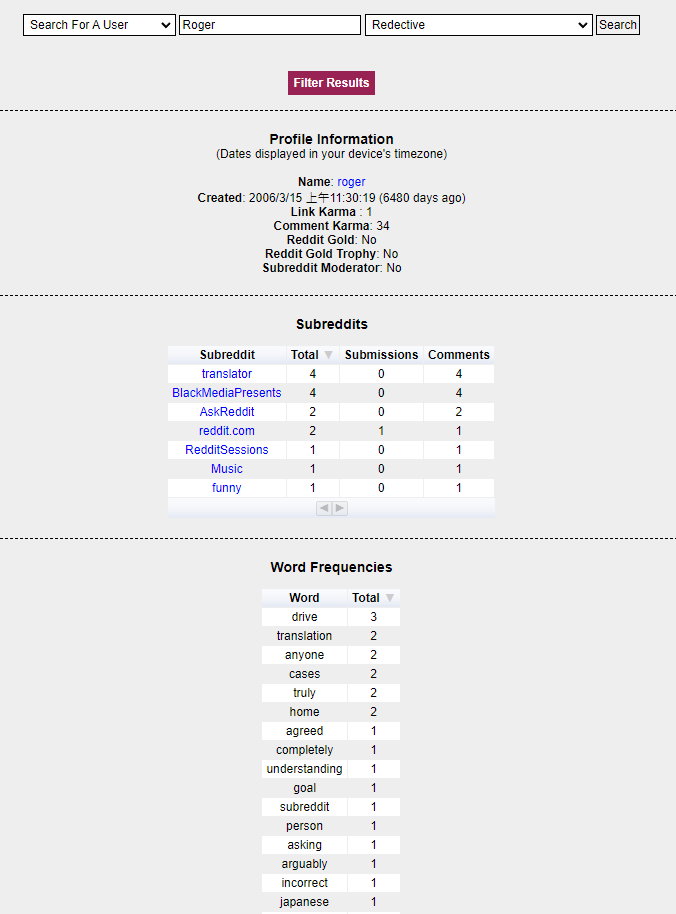 Search For A User Roger Redective Search
Filter Results
Profile Information
(Dates displayed in your device's timezone)
Name: roger
Created: 2006/3/15 上午11:30:19 (6480 days ago)
Link Karma : 1
Comment Karma: 34
Reddit Gold: No
Reddit Gold Trophy: No
Subreddit Moderator: No
Subreddits
Subreddit Total ▼ Submissions Comments
translator 4 0 4
BlackMediaPresents 4 0 4
AskReddit 2 0 2
reddit.com 2 1 1
RedditSessions 1 0 1
Music 1 0 1
funny 1 0 1
◀ ▶
Word Frequencies
Word Total ▼
drive 3
translation 2
anyone 2
cases 2
truly 2
home 2
agreed 1
completely 1
understanding 1
goal 1
subreddit 1
person 1
asking 1
arguably 1
incorrect 1
japanese 1